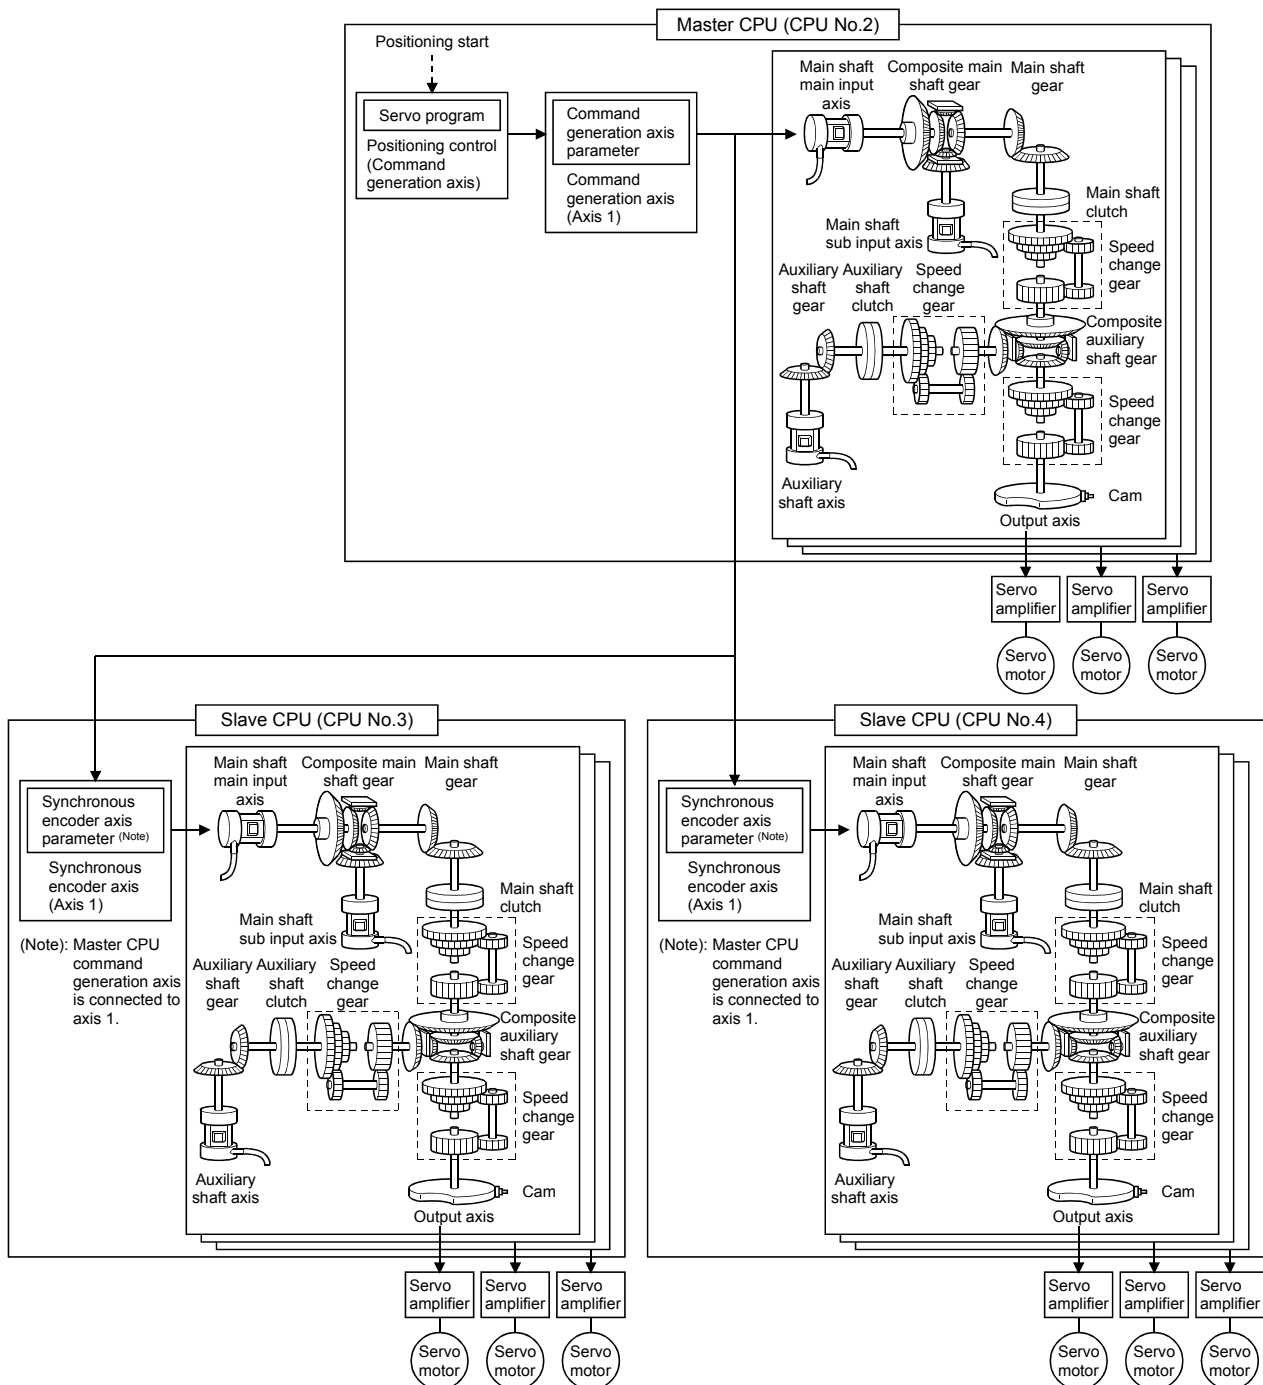 Master CPU (CPU No.2)
Positioning start
Servo program
Positioning control
(Command
generation axis)
Command
generation axis
parameter
Command
generation axis
(Axis 1)
Main shaft
main input
axis
Composite main
shaft gear
Main shaft
gear
Main shaft
clutch
Main shaft
sub input axis
Speed
change
gear
Auxiliary
shaft
gear
Auxiliary
shaft
clutch
Speed
change
gear
Composite
auxiliary
shaft gear
Speed
change
gear
Auxiliary
shaft axis
Cam
Output axis
Servo
amplifier
Servo
amplifier
Servo
amplifier
Servo
motor
Servo
motor
Servo
motor
Slave CPU (CPU No.3)
Synchronous
encoder axis
parameter (Note)
Synchronous
encoder axis
(Axis 1)
(Note): Master CPU
command
generation axis
is connected to
axis 1.
Main shaft
main input
axis
Composite main
shaft gear
Main shaft
gear
Main shaft
clutch
Main shaft
sub input axis
Speed
change
gear
Auxiliary
shaft
gear
Auxiliary
shaft
clutch
Speed
change
gear
Composite
auxiliary
shaft gear
Speed
change
gear
Auxiliary
shaft axis
Cam
Output axis
Servo
amplifier
Servo
amplifier
Servo
amplifier
Servo
motor
Servo
motor
Servo
motor
Slave CPU (CPU No.4)
Synchronous
encoder axis
parameter (Note)
Synchronous
encoder axis
(Axis 1)
(Note): Master CPU
command
generation axis
is connected to
axis 1.
Main shaft
main input
axis
Composite main
shaft gear
Main shaft
gear
Main shaft
clutch
Main shaft
sub input axis
Speed
change
gear
Auxiliary
shaft
gear
Auxiliary
shaft
clutch
Speed
change
gear
Composite
auxiliary
shaft gear
Speed
change
gear
Auxiliary
shaft axis
Cam
Output axis
Servo
amplifier
Servo
amplifier
Servo
amplifier
Servo
motor
Servo
motor
Servo
motor